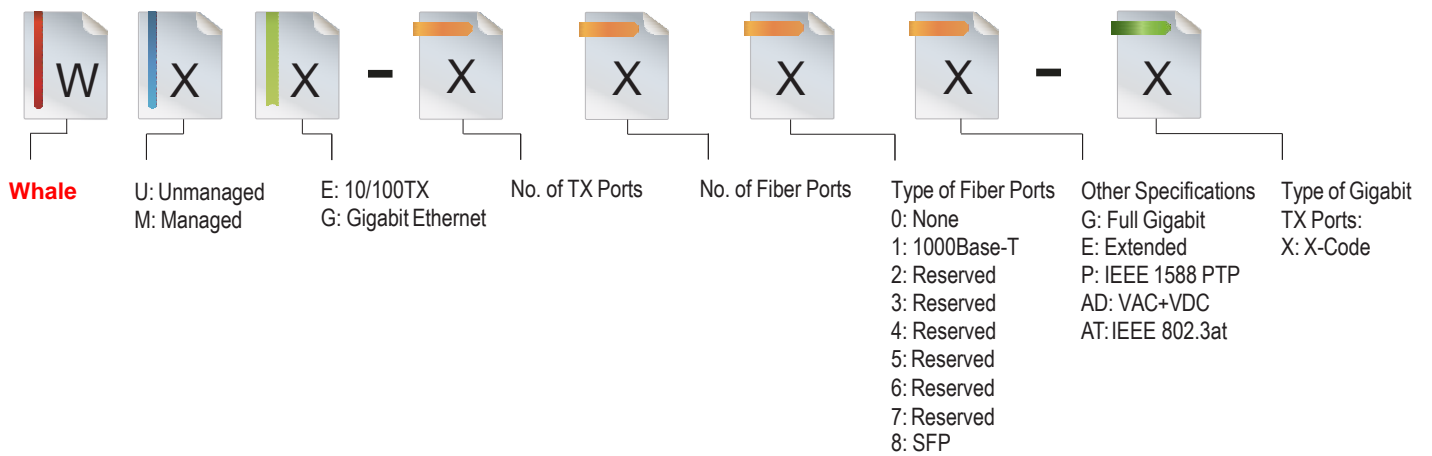 W X X - X X X X - X
Whale
U: Unmanaged
M: Managed
E: 10/100TX
G: Gigabit Ethernet
No. of TX Ports
No. of Fiber Ports
Type of Fiber Ports
0: None
1: 1000Base-T
2: Reserved
3: Reserved
4: Reserved
5: Reserved
6: Reserved
7: Reserved
8: SFP
Other Specifications
G: Full Gigabit
E: Extended
P: IEEE 1588 PTP
AD: VAC+VDC
AT: IEEE 802.3at
Type of Gigabit
TX Ports:
X: X-Code